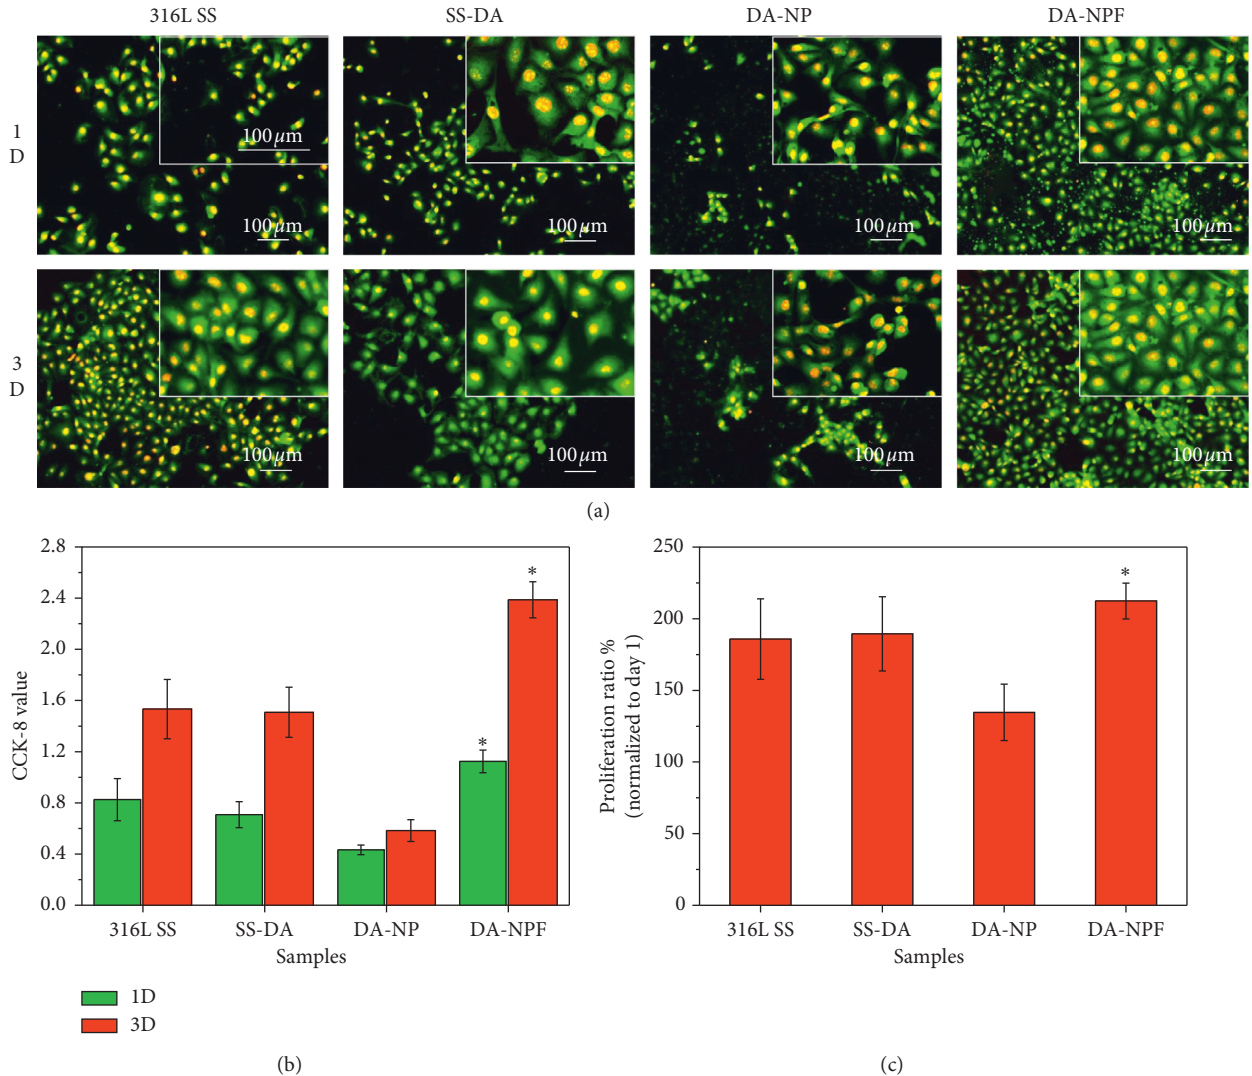 316L SS SS-DA DA-NP DA-NPF
1
D
100 μm
100 μm 100 μm 100 μm 100 μm
3
D
100 μm 100 μm 100 μm 100 μm
(a)
2.8
2.4
2.0
1.6
1.2
0.8
0.4
0.0
CCK-8 value
* *
316L SS SS-DA DA-NP DA-NPF
Samples
1D
3D
(b)
250
200
150
100
50
0
Proliferation ratio %
(normalized to day 1)
*
316L SS SS-DA DA-NP DA-NPF
Samples
(c)